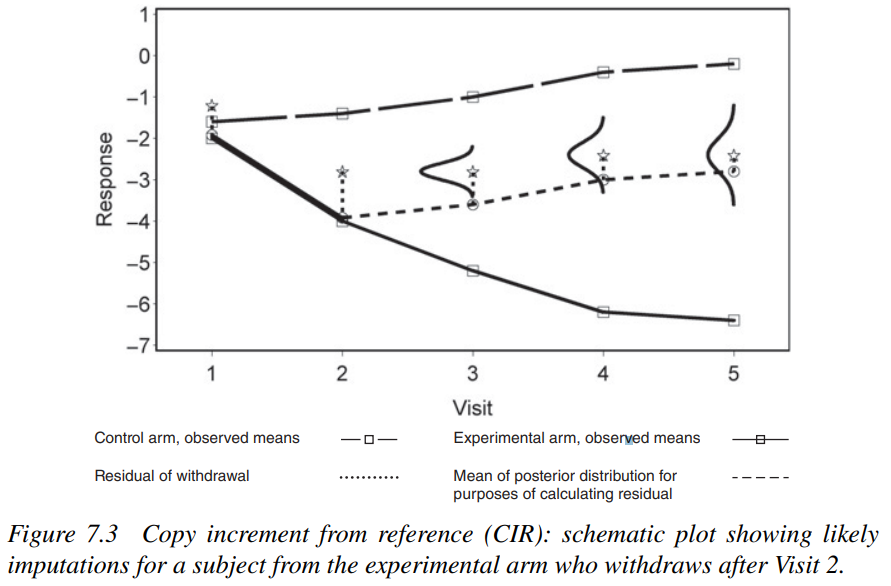 1
0
−1
−2
−3
−4
−5
−6
−7
Response
1 2 3 4 5
Visit
Control arm, observed means
Experimental arm, observed means
Residual of withdrawal
Mean of posterior distribution for
purposes of calculating residual
Figure 7.3 Copy increment from reference (CIR): schematic plot showing likely
imputations for a subject from the experimental arm who withdraws after Visit 2.